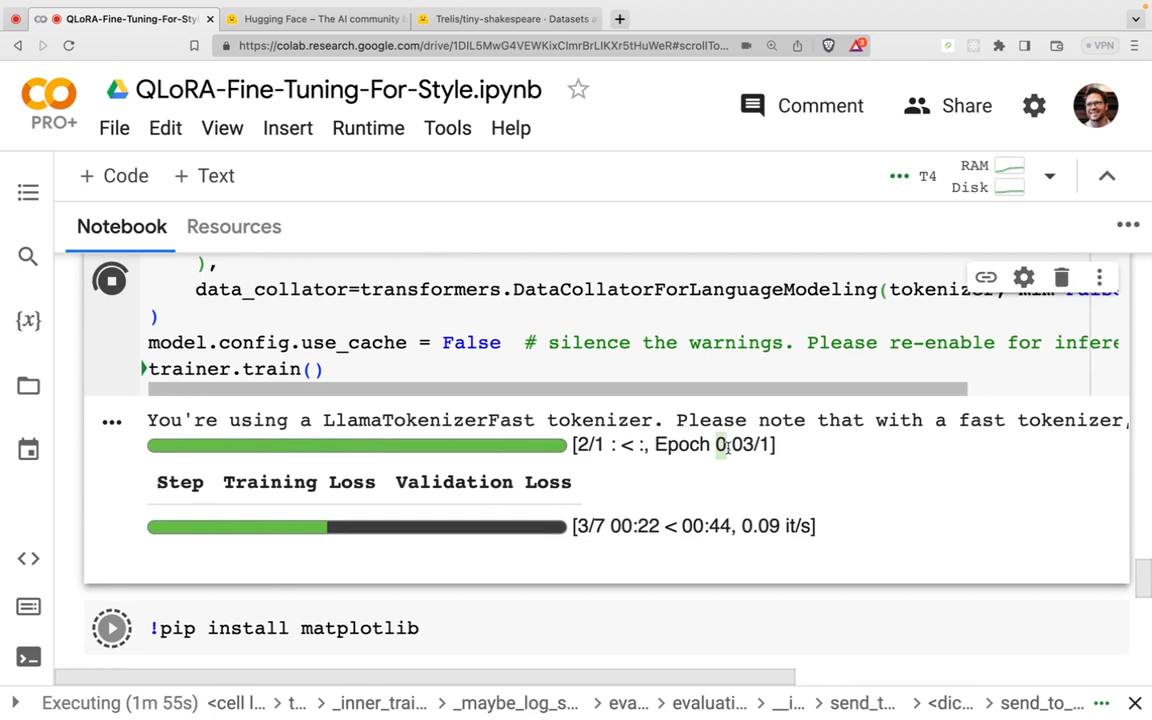 QLoRA-Fine-Tuning-For-Style
Hugging Face – The AI community
Trelis/tiny-shakespeare · Datasets a
https://colab.research.google.com/drive/1DIL5MwG4VEWKixClmrBrLIKXr5tHuWeR#scrollTo...
VPN
QLoRA-Fine-Tuning-For-Style.ipynb
PRO+
File Edit View Insert Runtime Tools Help
Comment
Share
+ Code + Text
T4
RAM
Disk
Notebook Resources
),
data_collator=transformers.DataCollatorForLanguageModeling(tokenizer, mlm=False
)
model.config.use_cache = False # silence the warnings. Please re-enable for infere
trainer.train()
You're using a LlamaTokenizerFast tokenizer. Please note that with a fast tokenizer,
[2/1 : < :, Epoch 0.03/1]
Step Training Loss Validation Loss
[3/7 00:22 < 00:44, 0.09 it/s]
!pip install matplotlib
Executing (1m 55s) <cell l... > t... > _inner_trai... > _maybe_log_s... > eva... > evaluati... > __i... > send_t... > <dic... > send_to_...